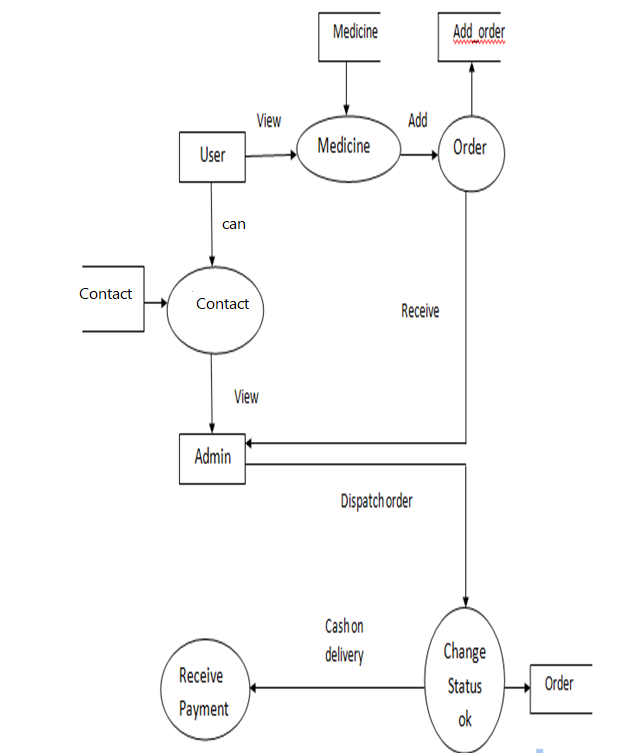 Medicine
Add order
View
Add
User
Medicine
Order
can
Contact
Contact
Receive
View
Admin
Dispatch order
Cash on
delivery
Change
Status
ok
Receive
Payment
Order